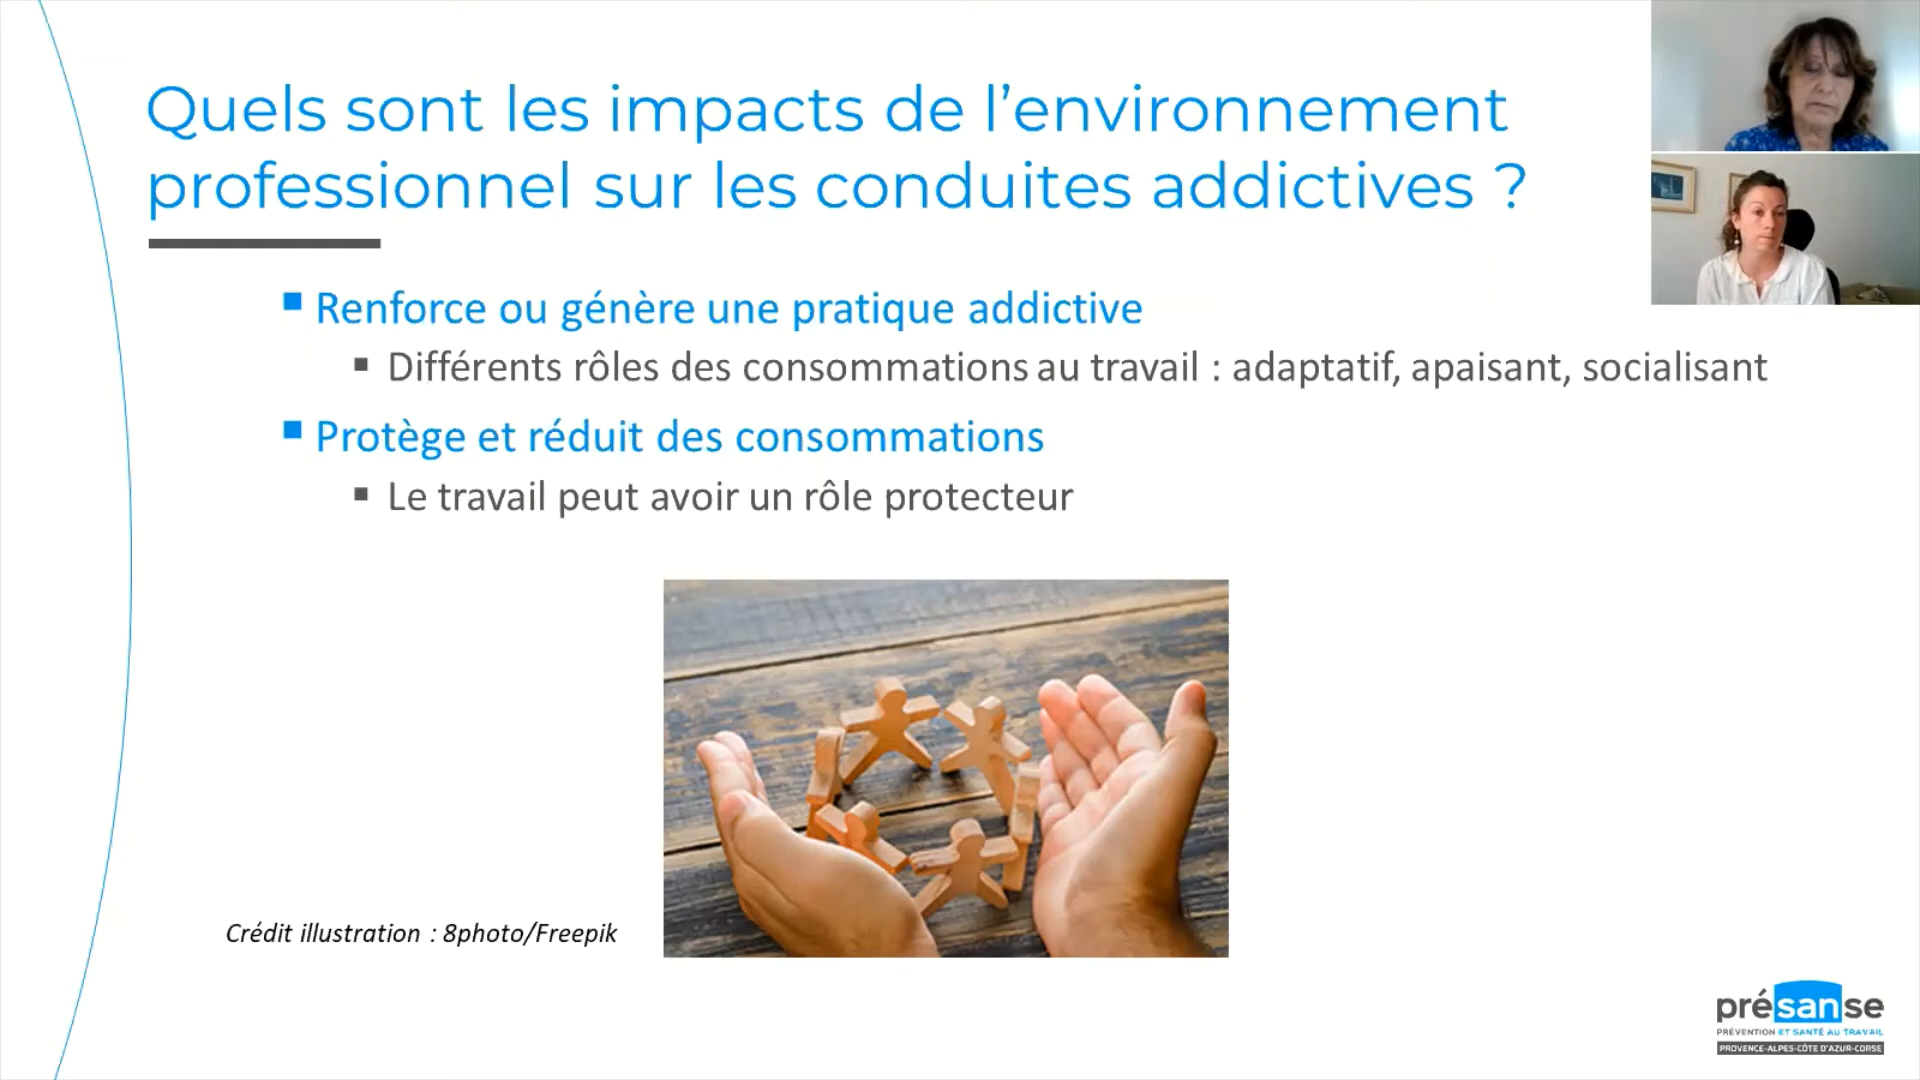 Quels sont les impacts de l’environnement
professionnel sur les conduites addictives ?
Renforce ou génère une pratique addictive
Différents rôles des consommations au travail : adaptatif, apaisant, socialisant
Protège et réduit des consommations
Le travail peut avoir un rôle protecteur
Crédit illustration : 8photo/Freepik
présanse
PRÉVENTION ET SANTÉ AU TRAVAIL
PROVENCE-ALPES-CÔTE D'AZUR-CORSE